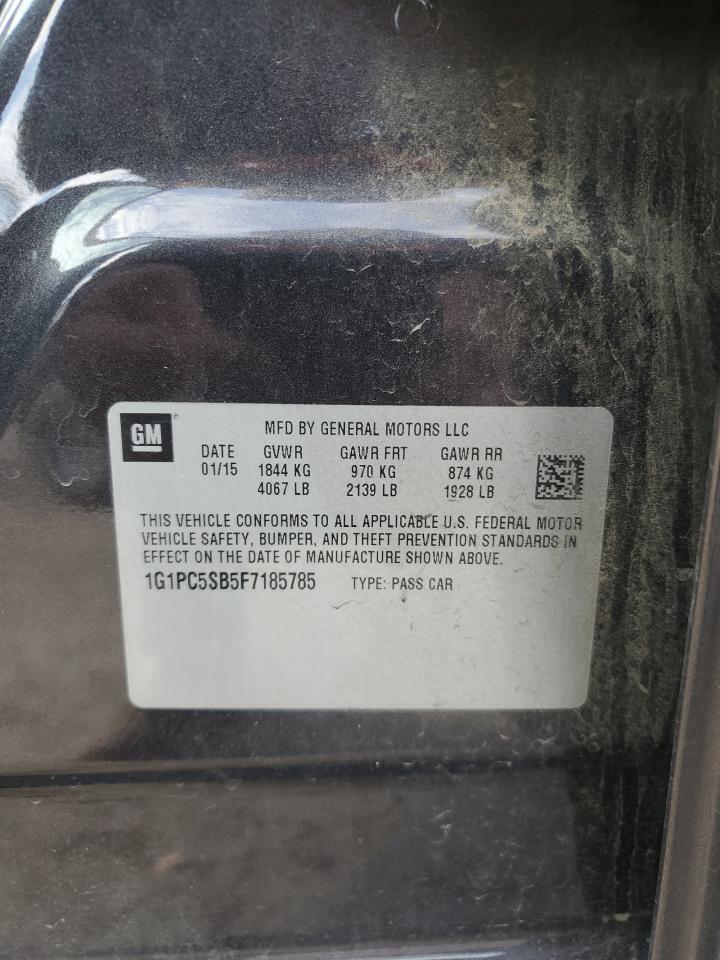 GM
MFD BY GENERAL MOTORS LLC
DATE GVWR GAWR FRT GAWR RR
01/15 1844 KG 970 KG 874 KG
4067 LB 2139 LB 1928 LB
THIS VEHICLE CONFORMS TO ALL APPLICABLE U.S. FEDERAL MOTOR
VEHICLE SAFETY, BUMPER, AND THEFT PREVENTION STANDARDS IN
EFFECT ON THE DATE OF MANUFACTURE SHOWN ABOVE.
1G1PC5SB5F7185785 TYPE: PASS CAR